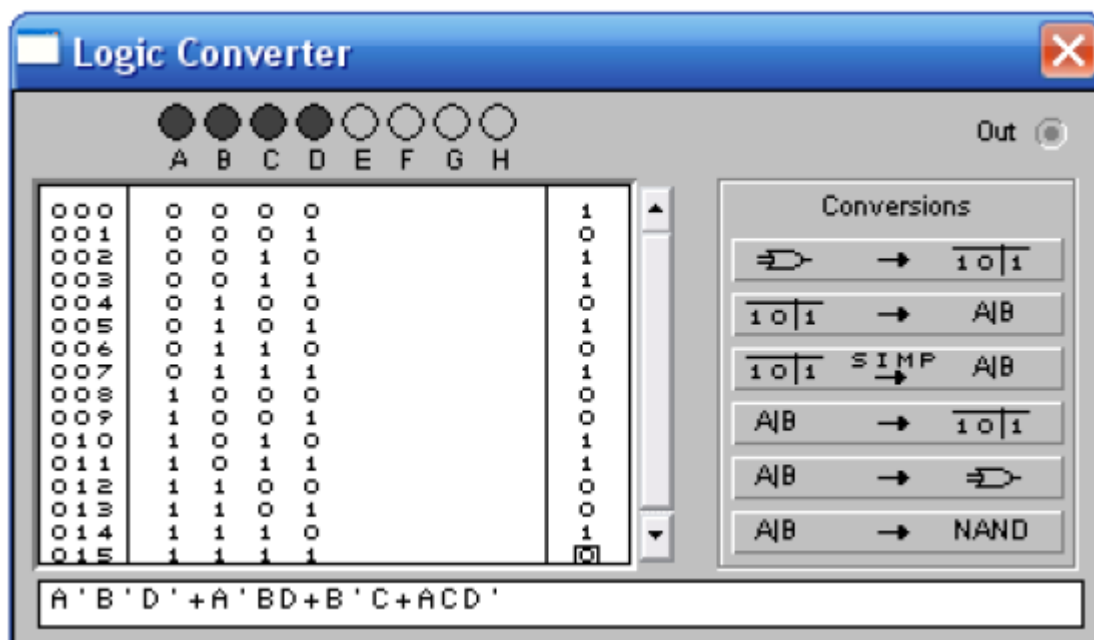 Logic Converter
A B C D E F G H
Out
000 0 0 0 0 1
001 0 0 0 1 0
002 0 0 1 0 1
003 0 0 1 1 1
004 0 1 0 0 0
005 0 1 0 1 1
006 0 1 1 0 0
007 0 1 1 1 1
008 1 0 0 0 0
009 1 0 0 1 0
010 1 0 1 0 1
011 1 0 1 1 1
012 1 1 0 0 0
013 1 1 0 1 0
014 1 1 1 0 1
015 1 1 1 1 0
Conversions
→ 1 0|1
1 0|1 → A|B
1 0|1 SIMP → A|B
A|B → 1 0|1
A|B →
A|B → NAND
A'B'D'+A'BD+B'C+ACD'